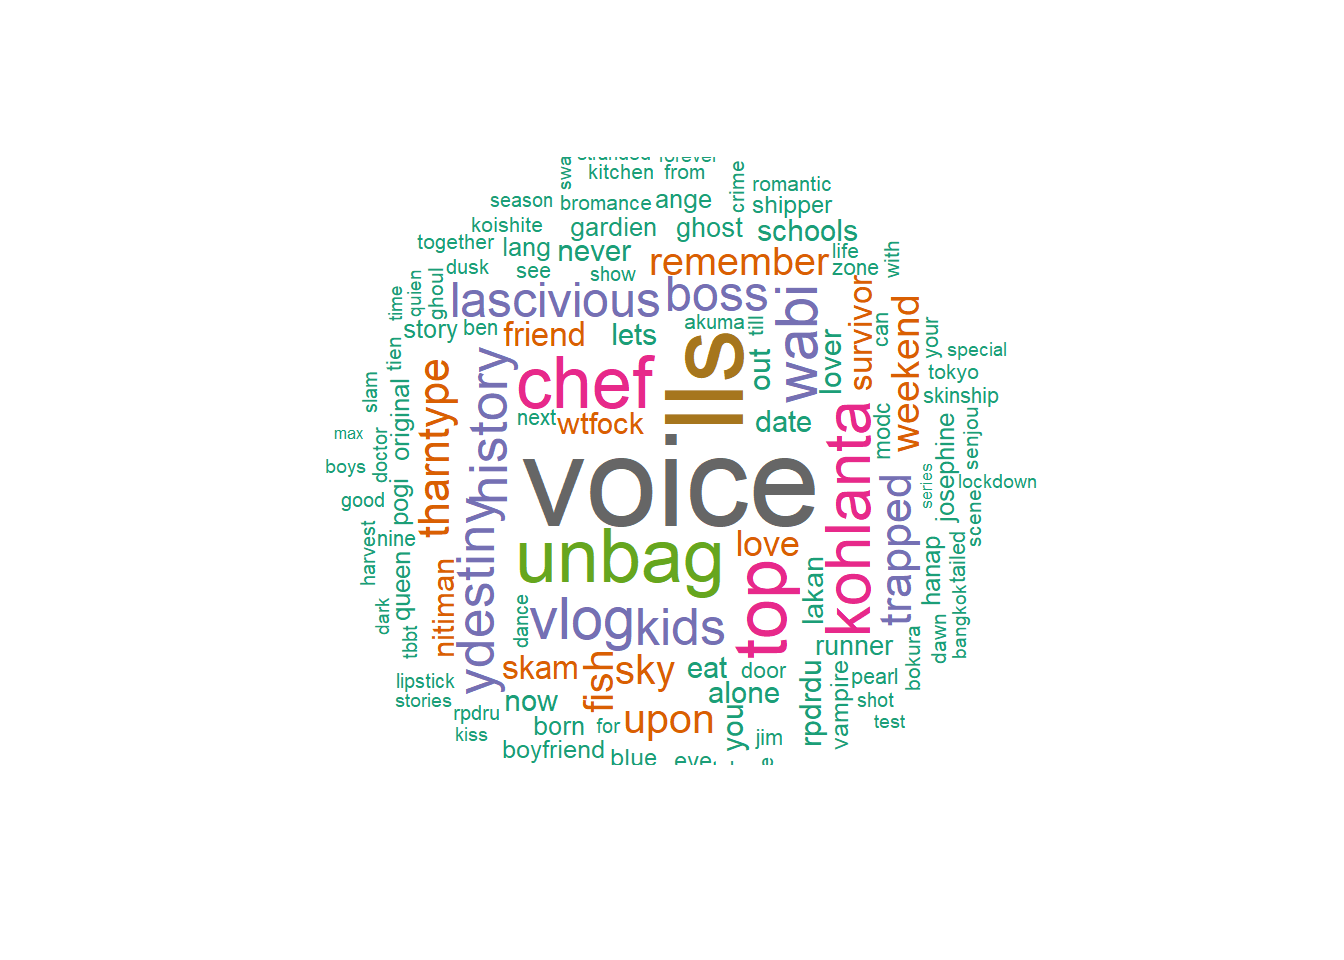 stranded forever
swa
kitchen from
crime
romantic
season
bromance
ange
shipper
koishite
gardien
ghost
schools
together
lang
never
remember
life
with
dusk
see
show
zone
time
quien
ghoul
lascivious
boss
wabi
survivor
story
ben
friend
lets
akuma
till
out
lover
can
weekend
your
special
tien
chef
lls
tokyo
slam
original
tharntype
history
next
wtfock
date
modc
skinship
max
doctor
voice
kohlanta
josephine
senjou
boys
pogi
series
lockdown
good
trapped
scene
harvest
nine
ydestiny
unbag
love
hanap
tailed
queen
top
lakan
dark
nitiman
dance
vlog
kids
dawn
bangkok
tbbt
runner
bokura
lipstick
skam
fish
sky
eat
door
rpdrdu
vampire
pearl
stories
now
alone
shot
rpdru
born
for
upon
you
jim
test
kiss
boyfriend
blue
eve